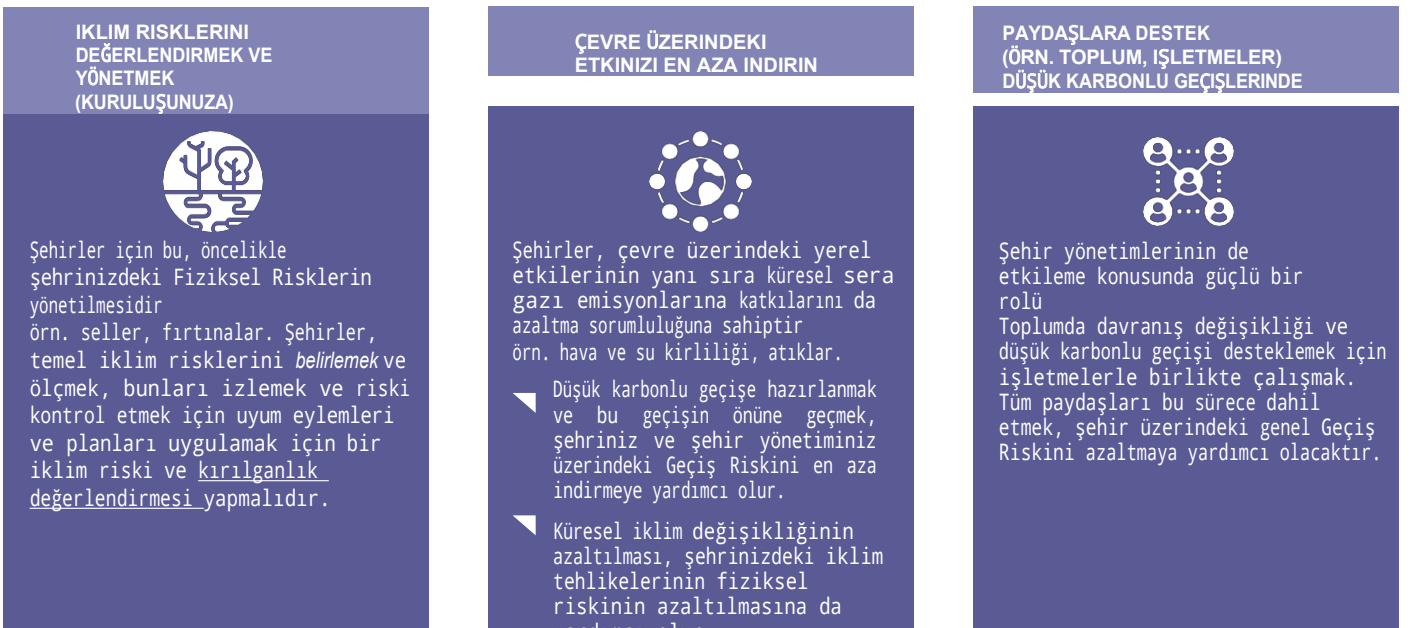 IKLIM RISKLERINI
DEĞERLENDIRMEK VE
YÖNETMEK
(KURULUŞUNUZA)
Şehirler için bu, öncelikle
şehrinizdeki Fiziksel Risklerin
yönetilmesidir
örn. seller, fırtınalar. Şehirler,
temel iklim risklerini belirlemek ve
ölçmek, bunları izlemek ve riski
kontrol etmek için uyum eylemleri
ve planları uygulamak için bir
iklim riski ve kırılganlık
değerlendirmesi yapmalıdır.
ÇEVRE ÜZERINDEKI
ETKINIZI EN AZA INDIRIN
Şehirler, çevre üzerindeki yerel
etkilerinin yanı sıra küresel sera
gazı emisyonlarına katkılarını da
azaltma sorumluluğuna sahiptir
örn. hava ve su kirliliği, atıklar.
Düşük karbonlu geçişe hazırlanmak
ve bu geçişin önüne geçmek,
şehriniz ve şehir yönetiminiz
üzerindeki Geçiş Riskini en aza
indirmeye yardımcı olur.
Küresel iklim değişikliğinin
azaltılması, şehrinizdeki iklim
tehlikelerinin fiziksel
riskinin azaltılmasına da
PAYDAŞLARA DESTEK
(ÖRN. TOPLUM, IŞLETMELER)
DÜŞÜK KARBONLU GEÇIŞLERINDE
Şehir yönetimlerinin de
etkileme konusunda güçlü bir
rolü
Toplumda davranış değişikliği ve
düşük karbonlu geçişi desteklemek için
işletmelerle birlikte çalışmak.
Tüm paydaşları bu sürece dahil
etmek, şehir üzerindeki genel Geçiş
Riskini azaltmaya yardımcı olacaktır.